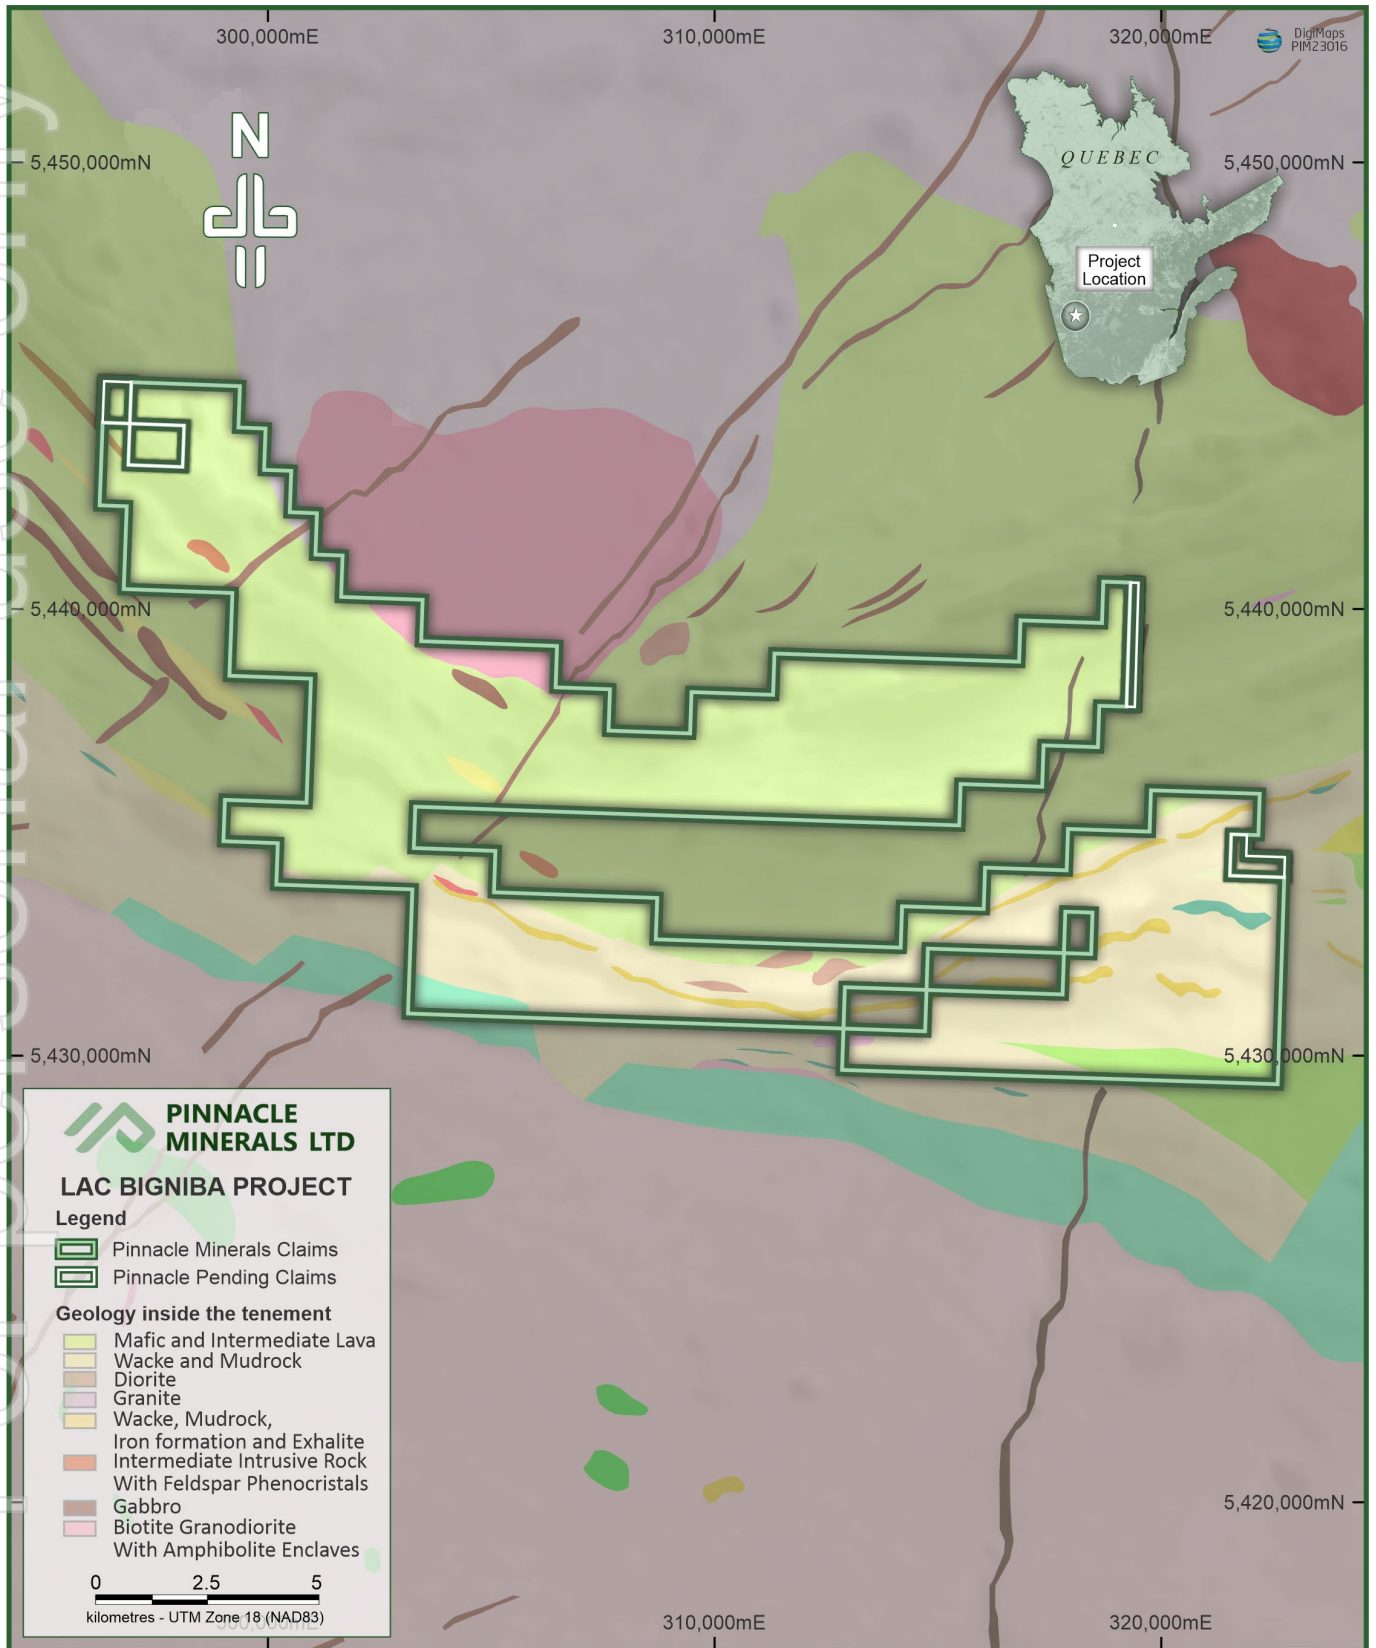 300,000mE
310,000mE
320,000mE
DigiMaps
PIM23016
N
QUEBEC
5,450,000mN
5,450,000mN
Project
Location
5,440,000mN
5,440,000mN
5,430,000mN
5,430,000mN
PINNACLE
MINERALS LTD
LAC BIGNIBA PROJECT
Legend
Pinnacle Minerals Claims
Pinnacle Pending Claims
Geology inside the tenement
Mafic and Intermediate Lava
Wacke and Mudrock
Diorite
Granite
Wacke, Mudrock,
Iron formation and Exhalite
Intermediate Intrusive Rock
With Feldspar Phenocristals
Gabbro
Biotite Granodiorite
With Amphibolite Enclaves
5,420,000mN
0 2.5 5
kilometres - UTM Zone 18 (NAD83)
300,000mE
310,000mE
320,000mE